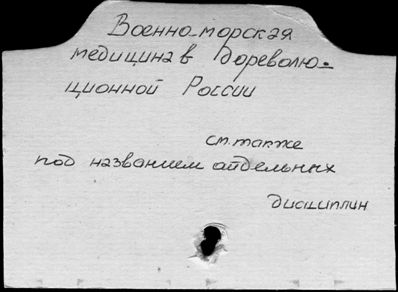 Военно-морская
медицина в дореволю-
ционной России
см. также
под названием отдельных
дисциплин